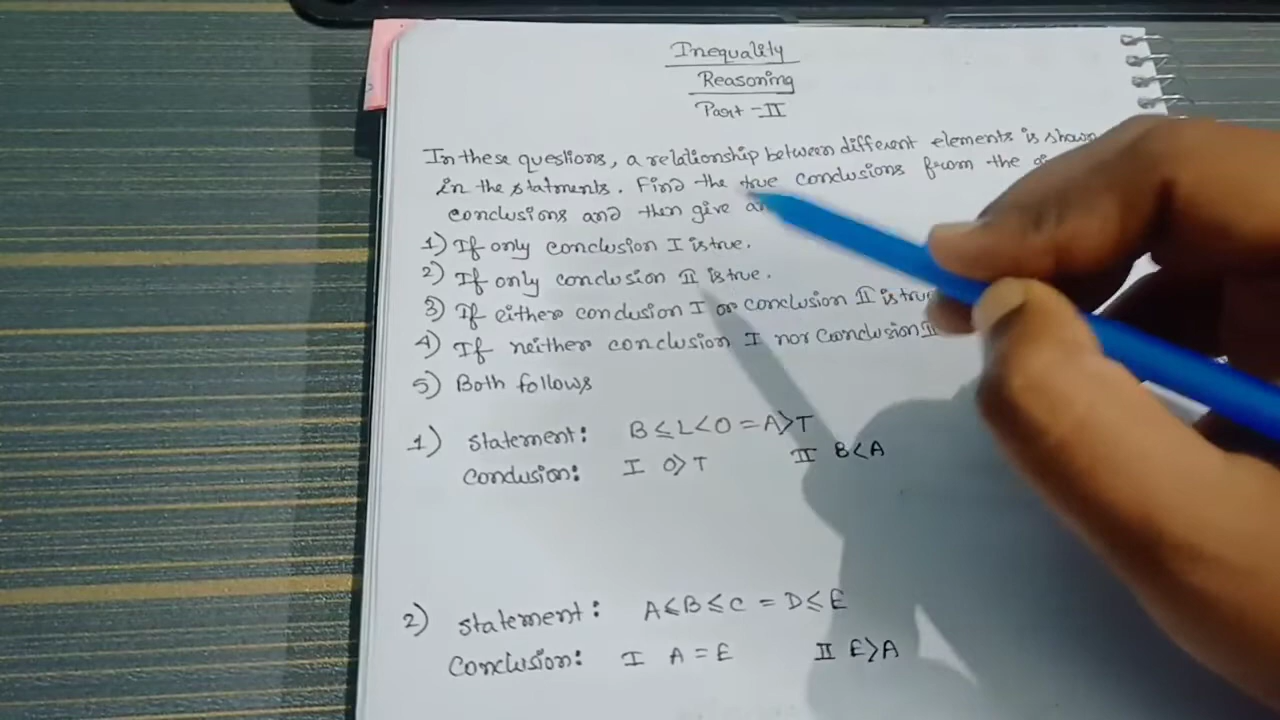 Inequality
Reasoning
Part - II
In these questions, a relationship between different elements is shown
in the statments. Find the true conclusions from the
conclusions and then give
1) If only conclusion I is true.
2) If only conclusion II is true.
3) If either conclusion I or conclusion II is true
4) If neither conclusion I nor conclusion II
5) Both follows
1) Statement: B ≤ L < O = A > T
Conclusion: I O > T II B < A
2) Statement: A ≤ B ≤ C = D ≤ E
Conclusion: I A = E II E > A